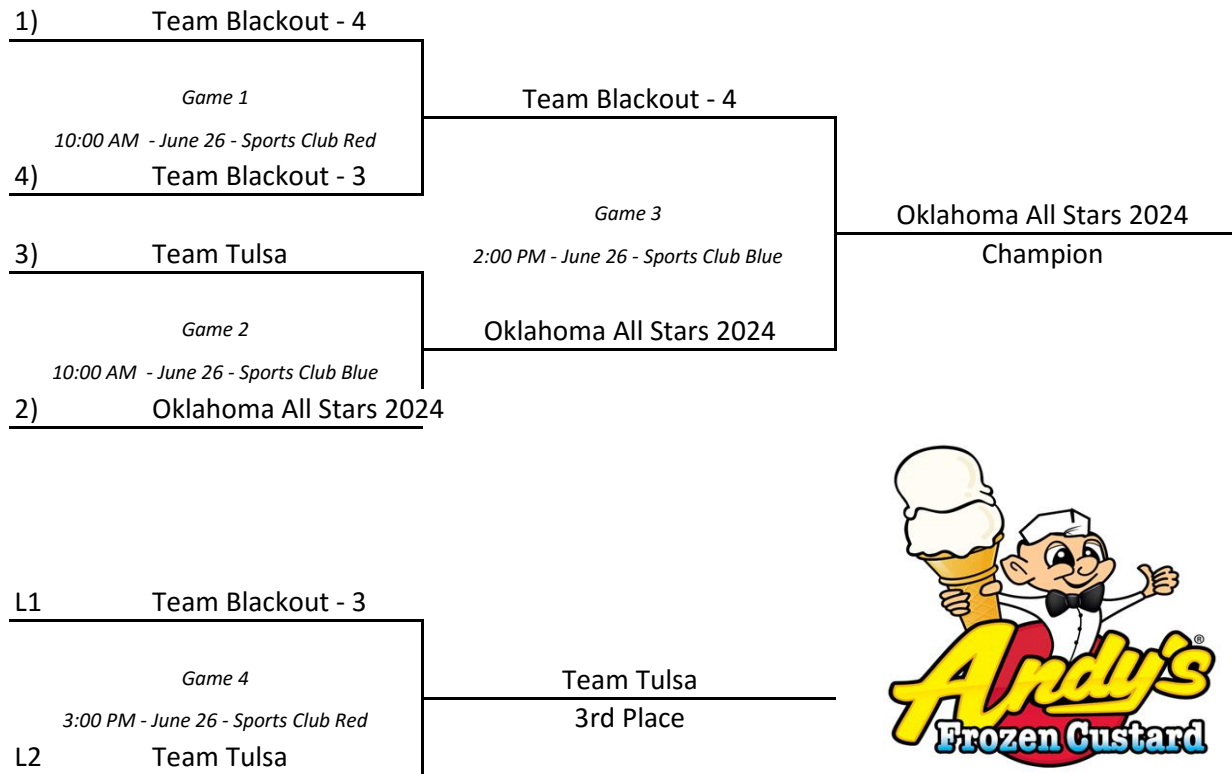 1) Team Blackout - 4
Game 1
10:00 AM - June 26 - Sports Club Red
4) Team Blackout - 3
Team Blackout - 4
3) Team Tulsa
Game 2
10:00 AM - June 26 - Sports Club Blue
2) Oklahoma All Stars 2024
Game 3
2:00 PM - June 26 - Sports Club Blue
Oklahoma All Stars 2024
Oklahoma All Stars 2024
Champion
L1 Team Blackout - 3
Game 4
3:00 PM - June 26 - Sports Club Red
L2 Team Tulsa
Team Tulsa
3rd Place
Andy's®
Frozen Custard